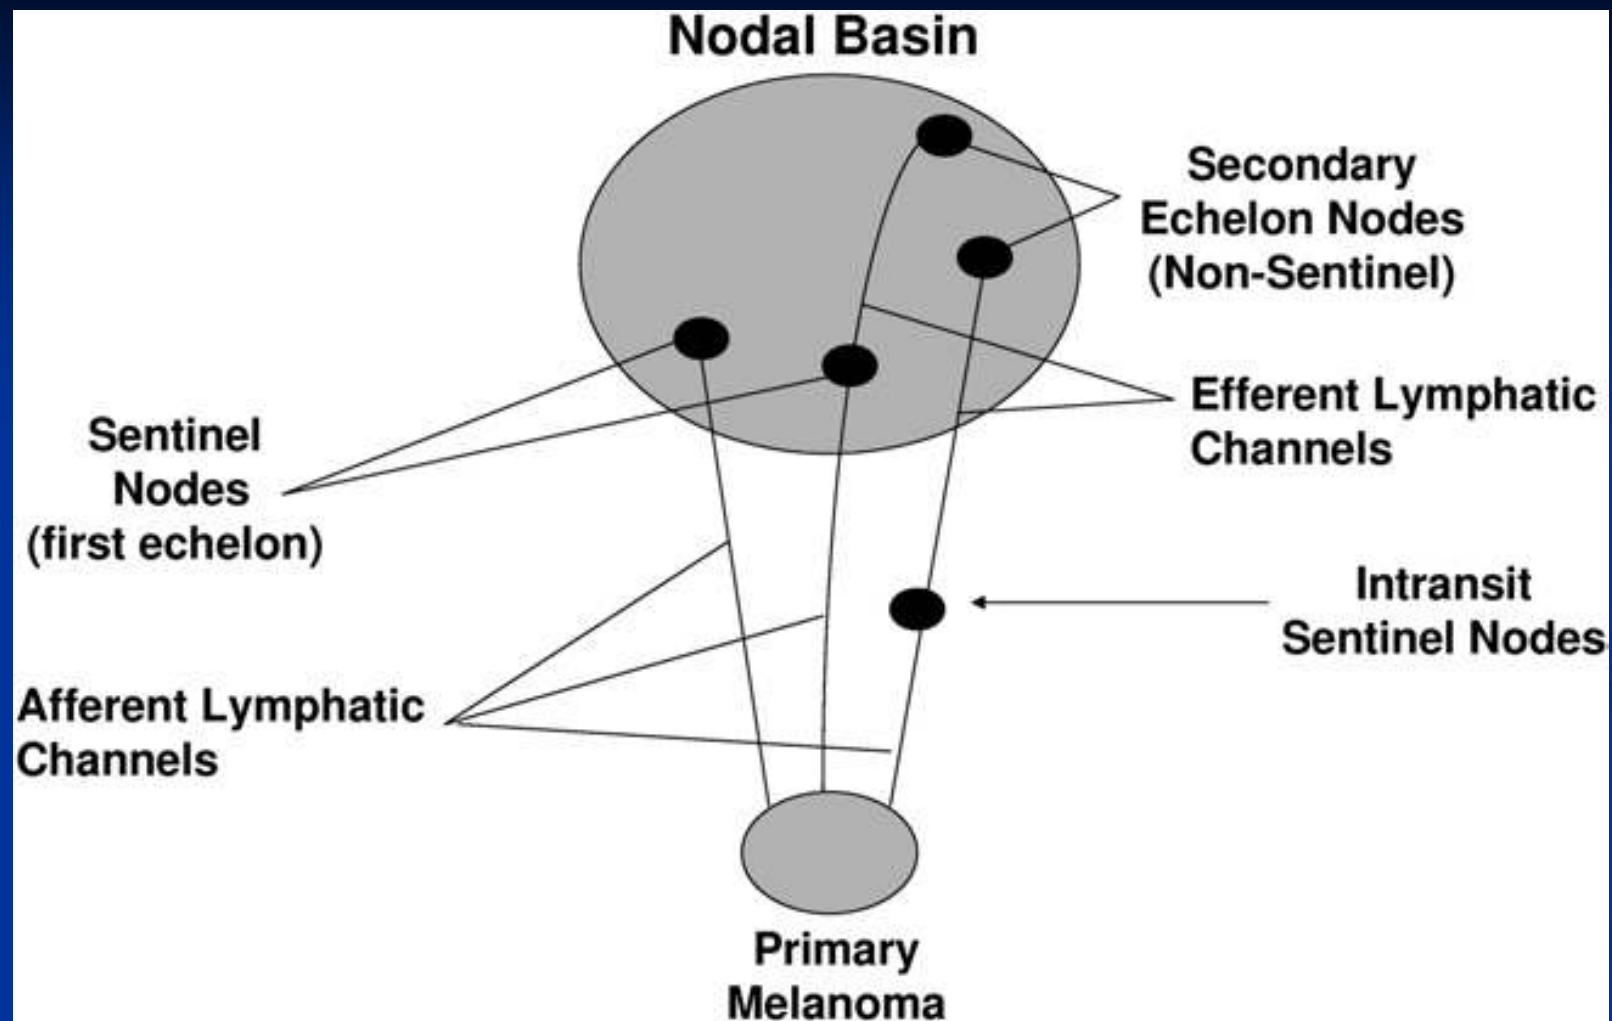 Nodal Basin
Secondary
Echelon Nodes
(Non-Sentinel)
Efferent Lymphatic
Channels
Sentinel
Nodes
(first echelon)
Intransit
Sentinel Nodes
Afferent Lymphatic
Channels
Primary
Melanoma